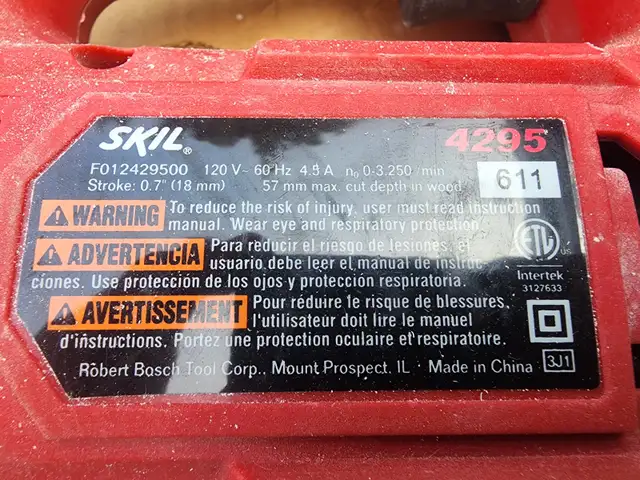 SKIL® 4295
F012429500 120 V~ 60 Hz 4.5 A n₀ 0-3.250/min
Stroke: 0.7" (18 mm) 57 mm max. cut depth in wood
611
WARNING To reduce the risk of injury, user must read instruction
manual. Wear eye and respiratory protection.
ADVERTENCIA Para reducir el riesgo de lesiones, el
usuario debe leer el manual de instruc-
ciones. Use protección de los ojos y protección respiratoria.
AVERTISSEMENT Pour réduire le risque de blessures,
l'utilisateur doit lire le manuel
d'instructions. Portez une protection oculaire et respiratoire.
ETL
US
Intertek
3127633
Robert Bosch Tool Corp., Mount Prospect, IL · Made in China 3J1